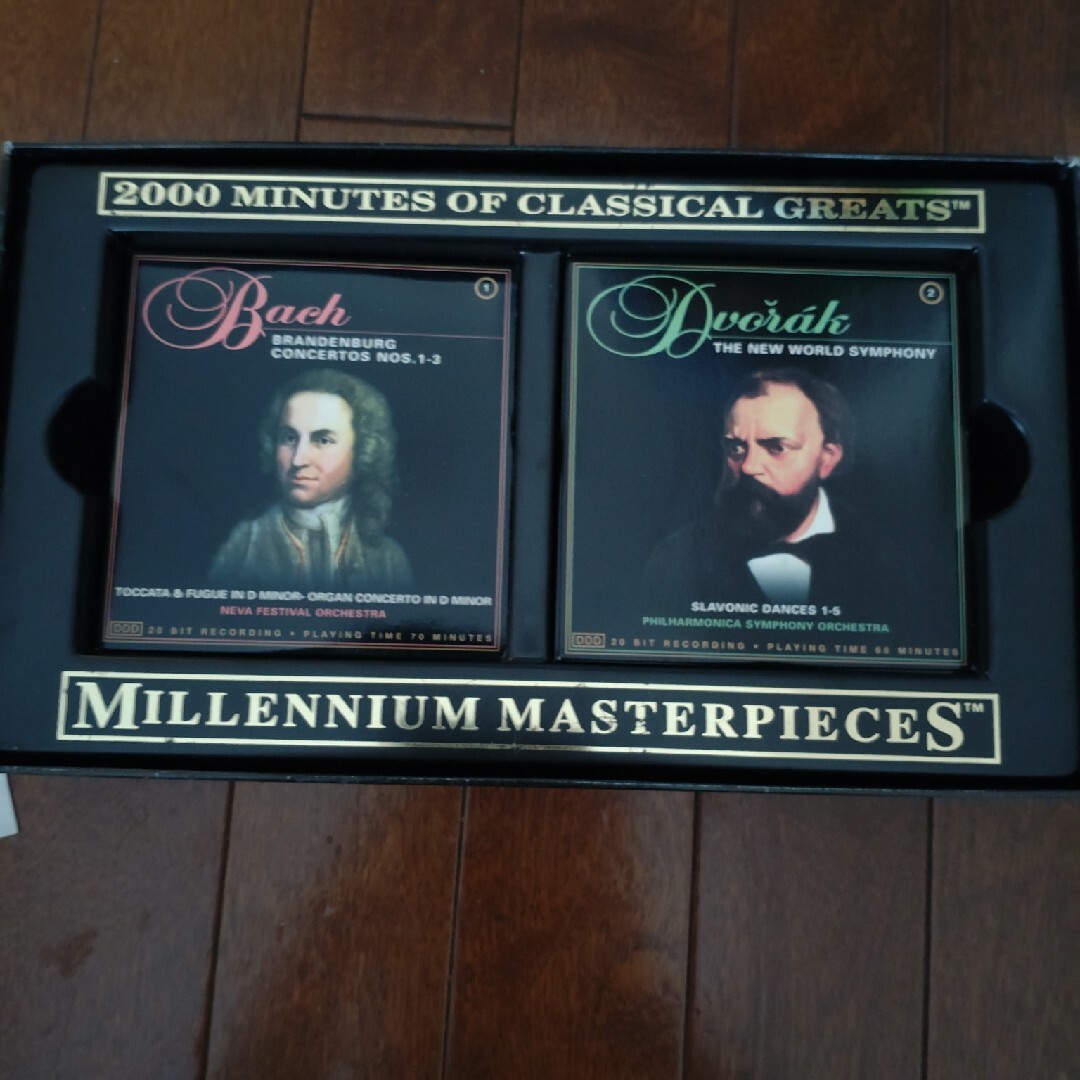 2000 MINUTES OF CLASSICAL GREATS™
Bach
1
BRANDENBURG
CONCERTOS NOS.1-3
TOCCATA & FUGUE IN D MINOR- ORGAN CONCERTO IN D MINOR
NEVA FESTIVAL ORCHESTRA
DDD 20 BIT RECORDING • PLAYING TIME 70 MINUTES
Dvořák
2
THE NEW WORLD SYMPHONY
SLAVONIC DANCES 1-5
PHILHARMONICA SYMPHONY ORCHESTRA
DDD 20 BIT RECORDING • PLAYING TIME 66 MINUTES
MILLENNIUM MASTERPIECES™